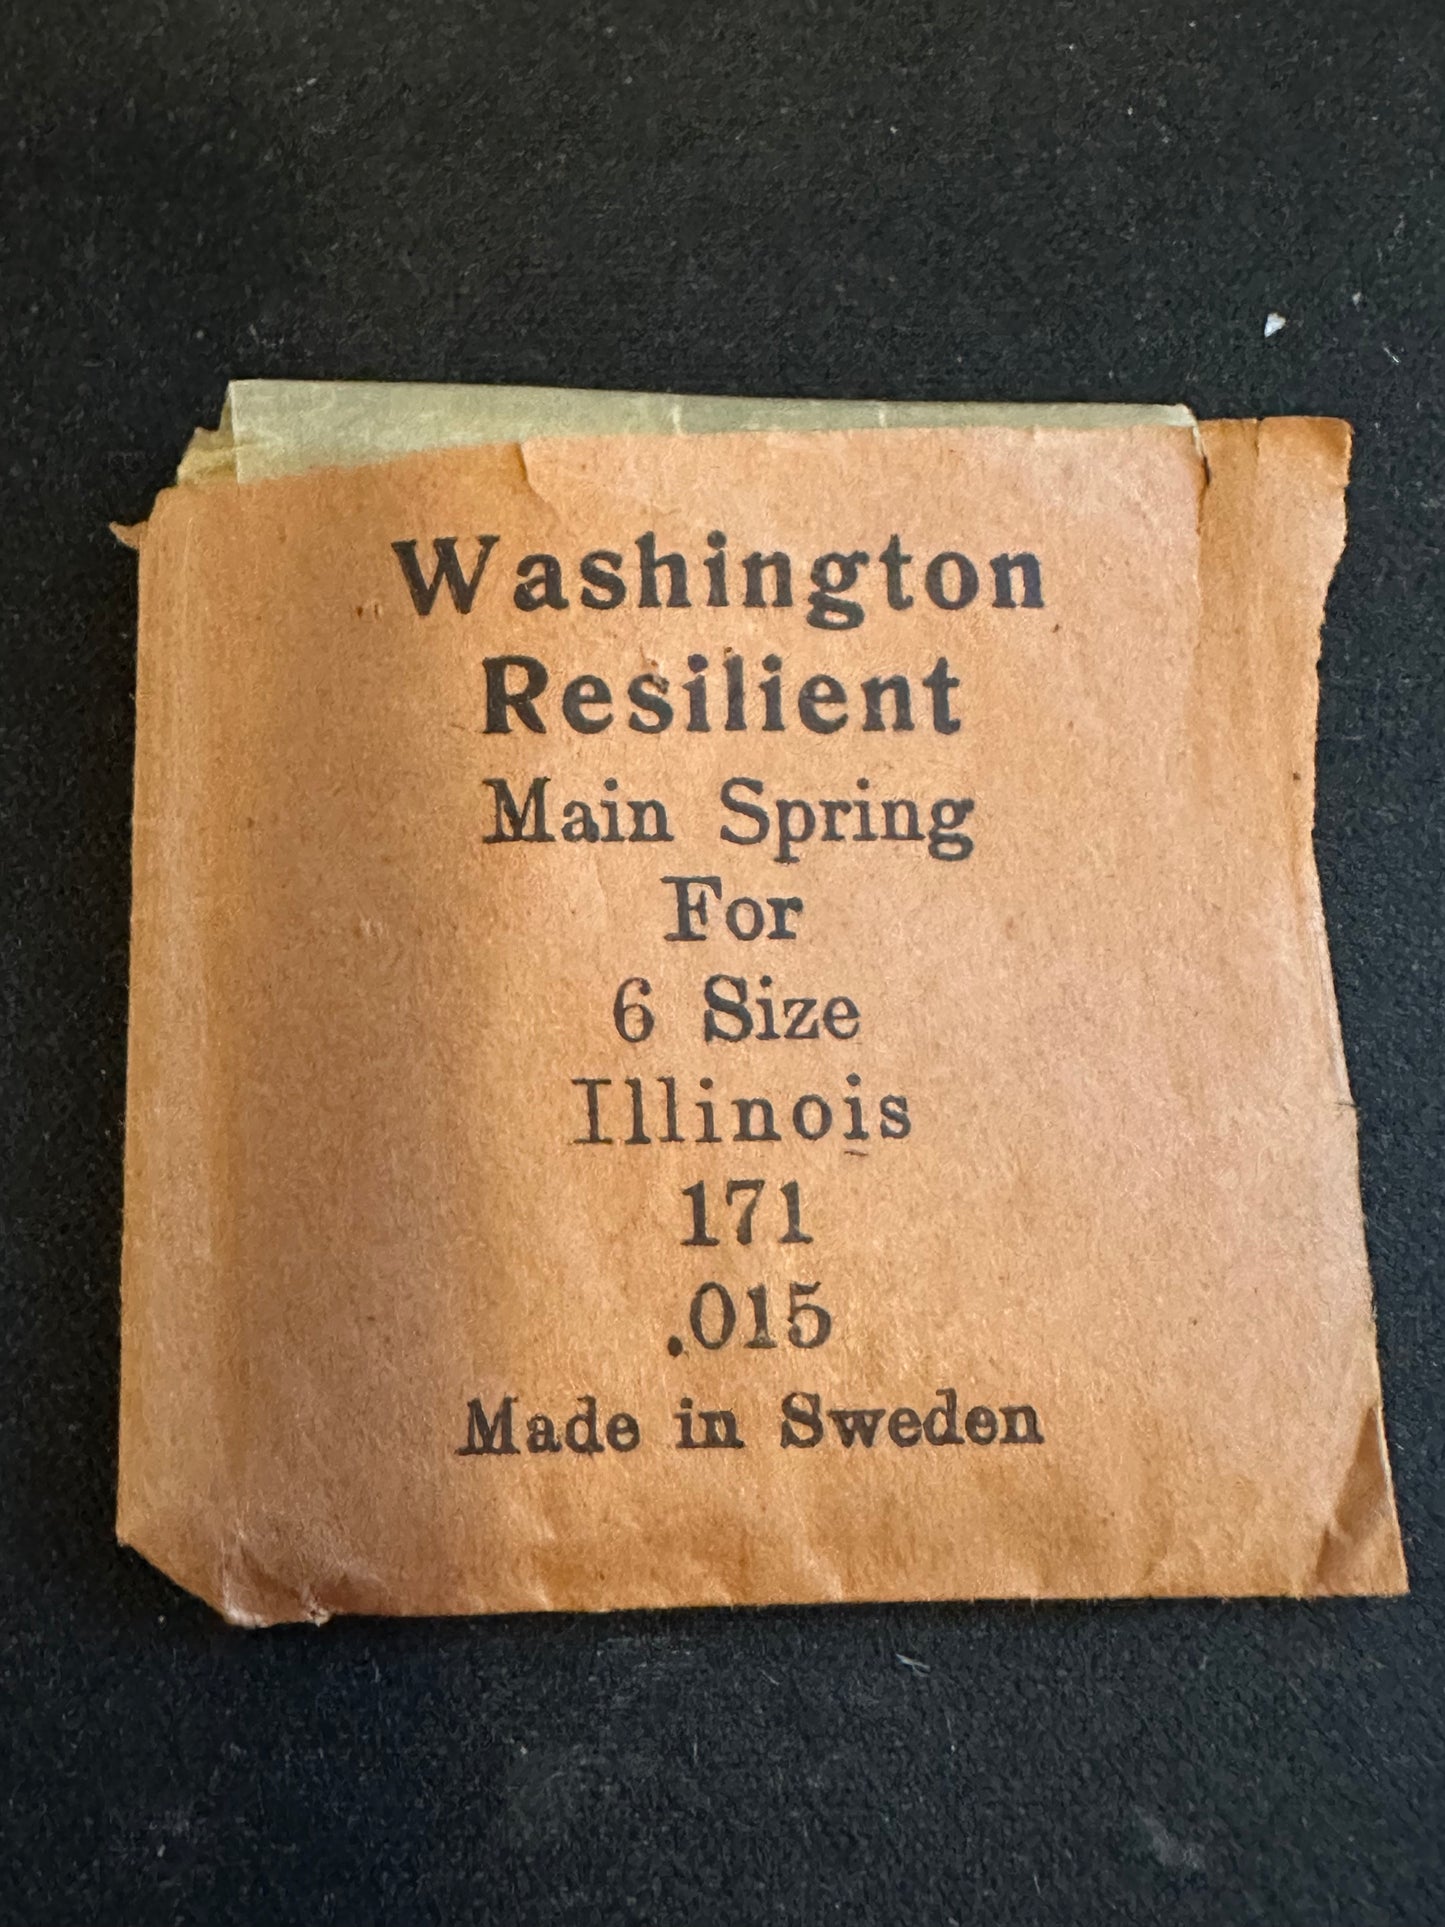 Washington
Resilient
Main Spring
For
6 Size
Illinois
171
.015
Made in Sweden